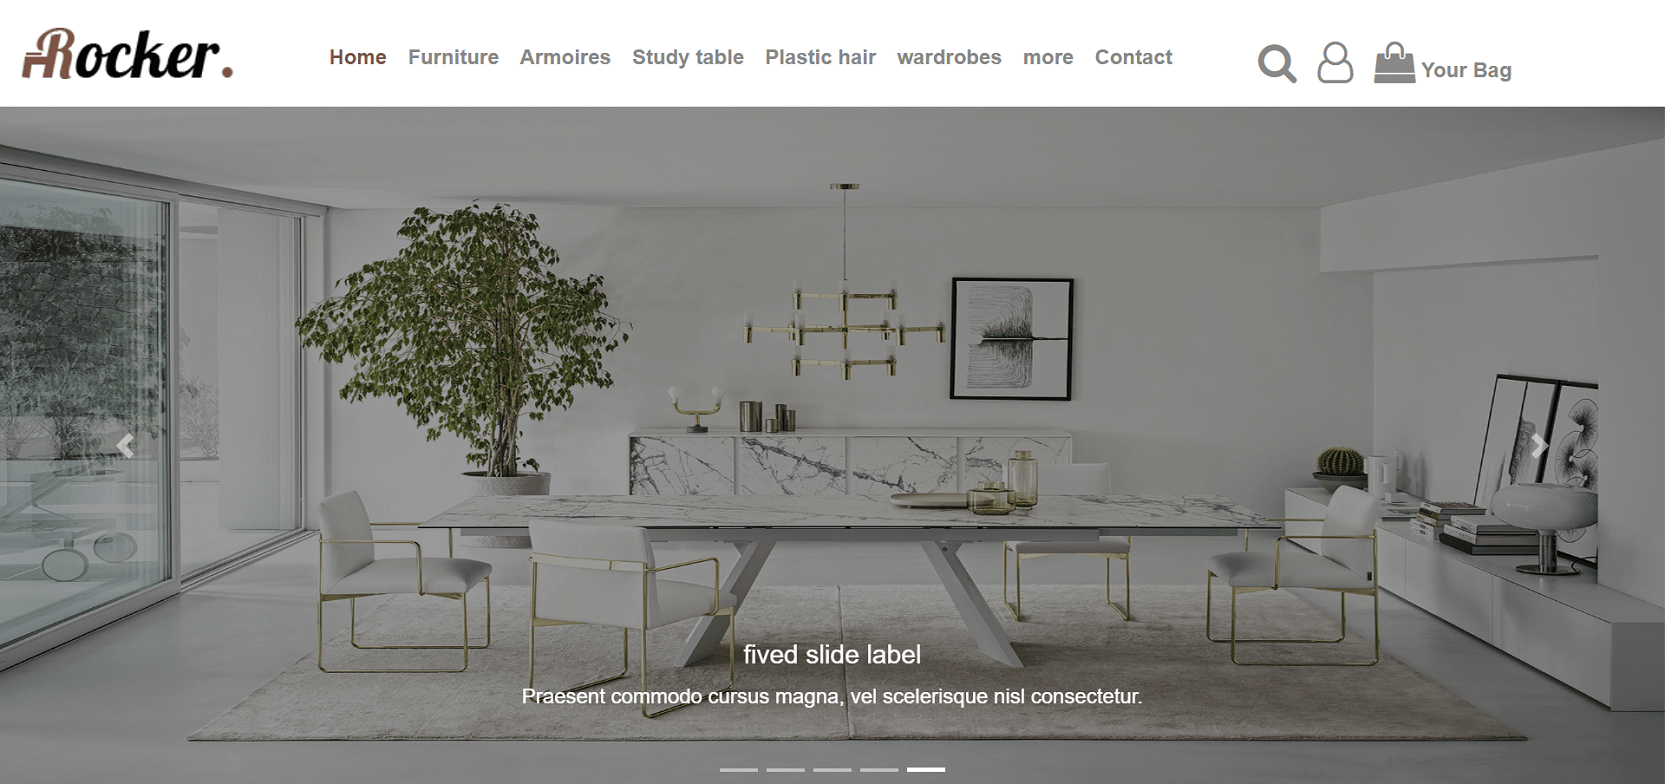 Rocker.
Home Furniture Armoires Study table Plastic hair wardrobes more Contact
Your Bag
fived slide label
Praesent commodo cursus magna, vel scelerisque nisl consectetur.